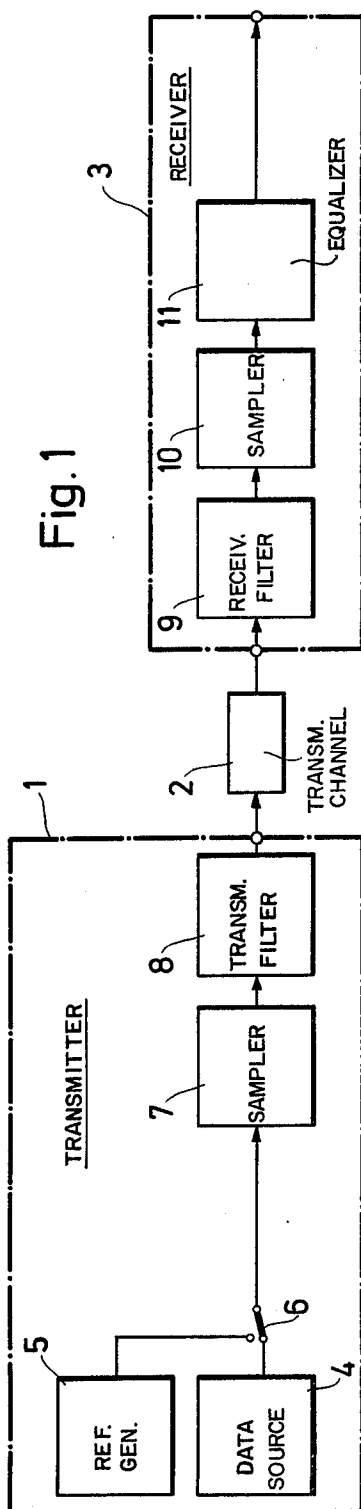 Fig.1
1
TRANSMITTER
5
REF.
GEN.
4
DATA
SOURCE
6
7
SAMPLER
8
TRANSM.
FILTER
2
TRANSM.
CHANNEL
3
RECEIVER
9
RECEIV.
FILTER
10
SAMPLER
11
EQUALIZER